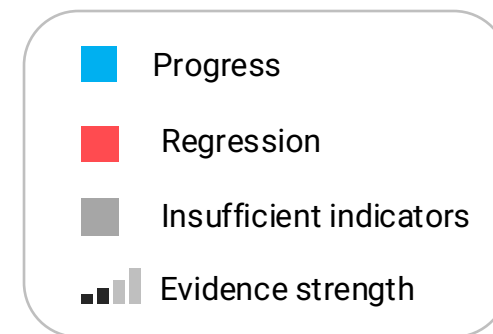 Progress
Regression
Insufficient indicators
Evidence strength